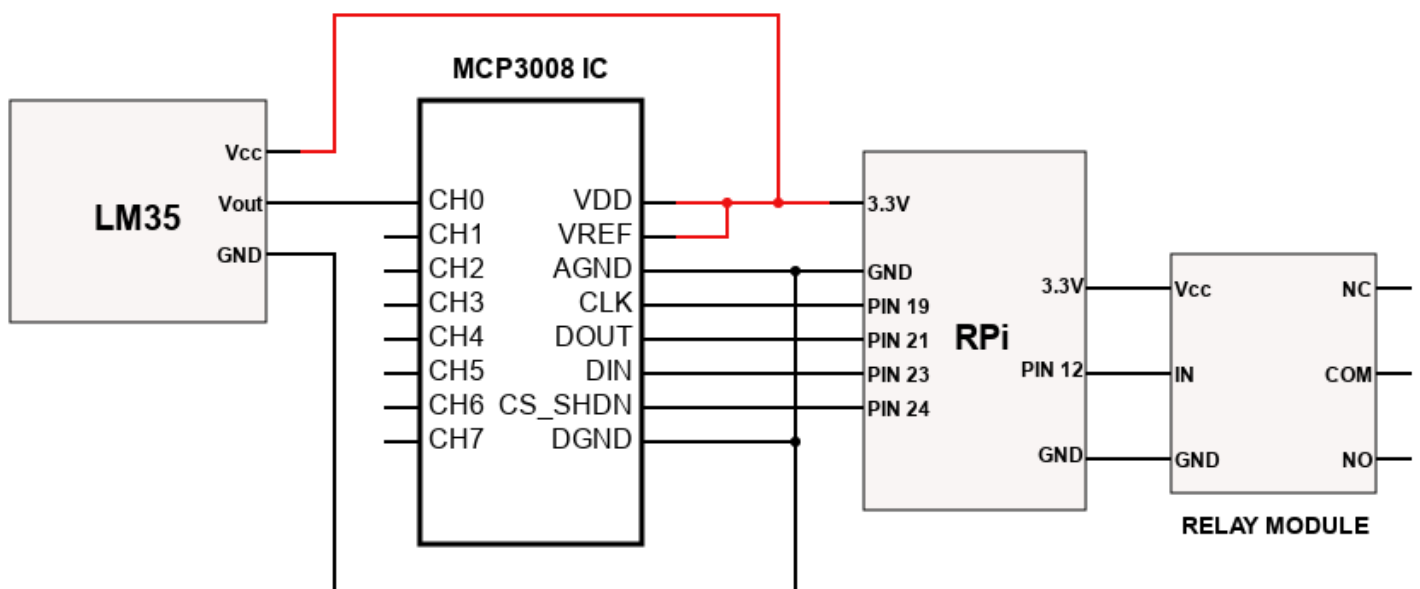 MCP3008 IC
LM35
Vcc
Vout
GND
CH0
CH1
CH2
CH3
CH4
CH5
CH6
CH7
VDD
VREF
AGND
CLK
DOUT
DIN
CS_SHDN
DGND
3.3V
GND
PIN 19
PIN 21
PIN 23
PIN 24
RPi
3.3V
PIN 12
GND
Vcc
IN
GND
NC
COM
NO
RELAY MODULE